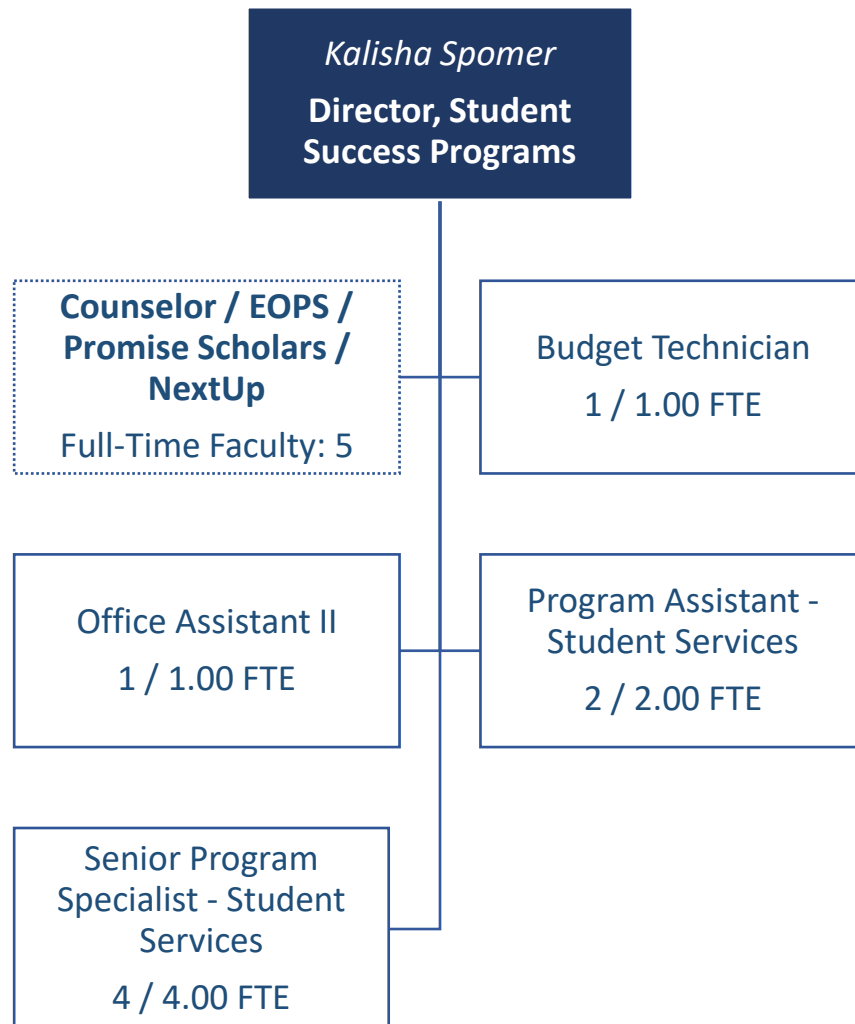 Kalisha Spomer
Director, Student
Success Programs
Counselor / EOPS /
Promise Scholars /
NextUp
Full-Time Faculty: 5
Budget Technician
1 / 1.00 FTE
Office Assistant II
1 / 1.00 FTE
Program Assistant -
Student Services
2 / 2.00 FTE
Senior Program
Specialist - Student
Services
4 / 4.00 FTE